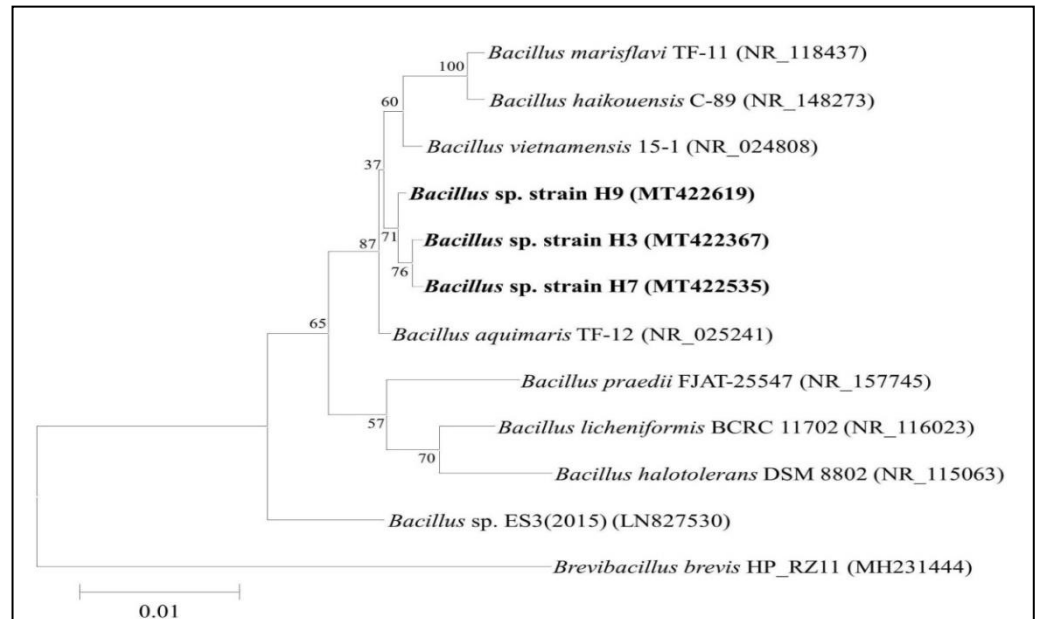 Bacillus marisflavi TF-11 (NR_118437)
100
Bacillus haikouensis C-89 (NR_148273)
60
Bacillus vietnamensis 15-1 (NR_024808)
37
Bacillus sp. strain H9 (MT422619)
71
Bacillus sp. strain H3 (MT422367)
87
76
Bacillus sp. strain H7 (MT422535)
65
Bacillus aquimaris TF-12 (NR_025241)
Bacillus praedii FJAT-25547 (NR_157745)
57
Bacillus licheniformis BCRC 11702 (NR_116023)
70
Bacillus halotolerans DSM 8802 (NR_115063)
Bacillus sp. ES3(2015) (LN827530)
Brevibacillus brevis HP_RZ11 (MH231444)
0.01